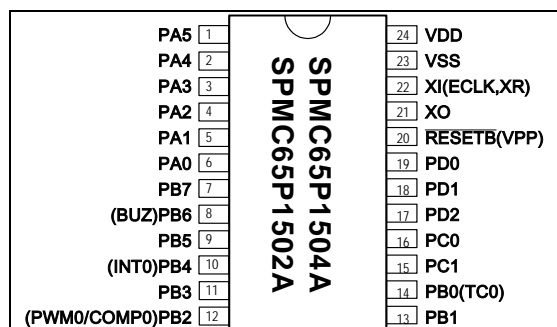 PA5 1
PA4 2
PA3 3
PA2 4
PA1 5
PA0 6
PB7 7
(BUZ)PB6 8
PB5 9
(INT0)PB4 10
PB3 11
(PWM0/COMP0)PB2 12
SPMC65P1502A
SPMC65P1504A
24 VDD
23 VSS
22 XI(ECLK,XR)
21 XO
20 RESETB(VPP)
19 PD0
18 PD1
17 PD2
16 PC0
15 PC1
14 PB0(TC0)
13 PB1